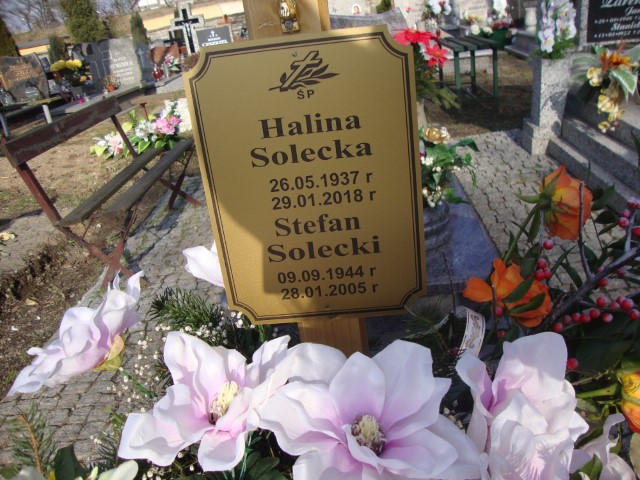 ŚP
Halina
Solecka
26.05.1937 r
29.01.2018 r
Stefan
Solecki
09.09.1944 r
28.01.2005 r